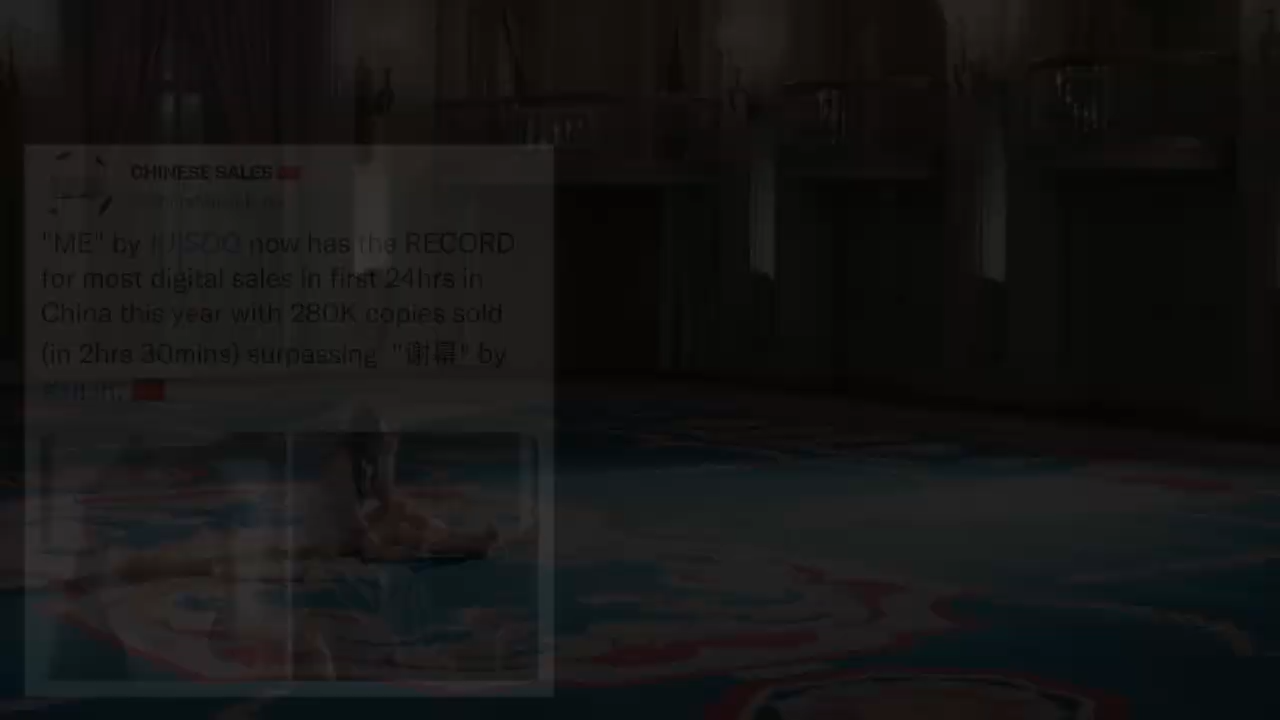 CHINESE SALES
"ME" by JISOO now has the RECORD
for most digital sales in first 24hrs in
China this year with 280K copies sold
(in 2hrs 30mins) surpassing "谢幕" by